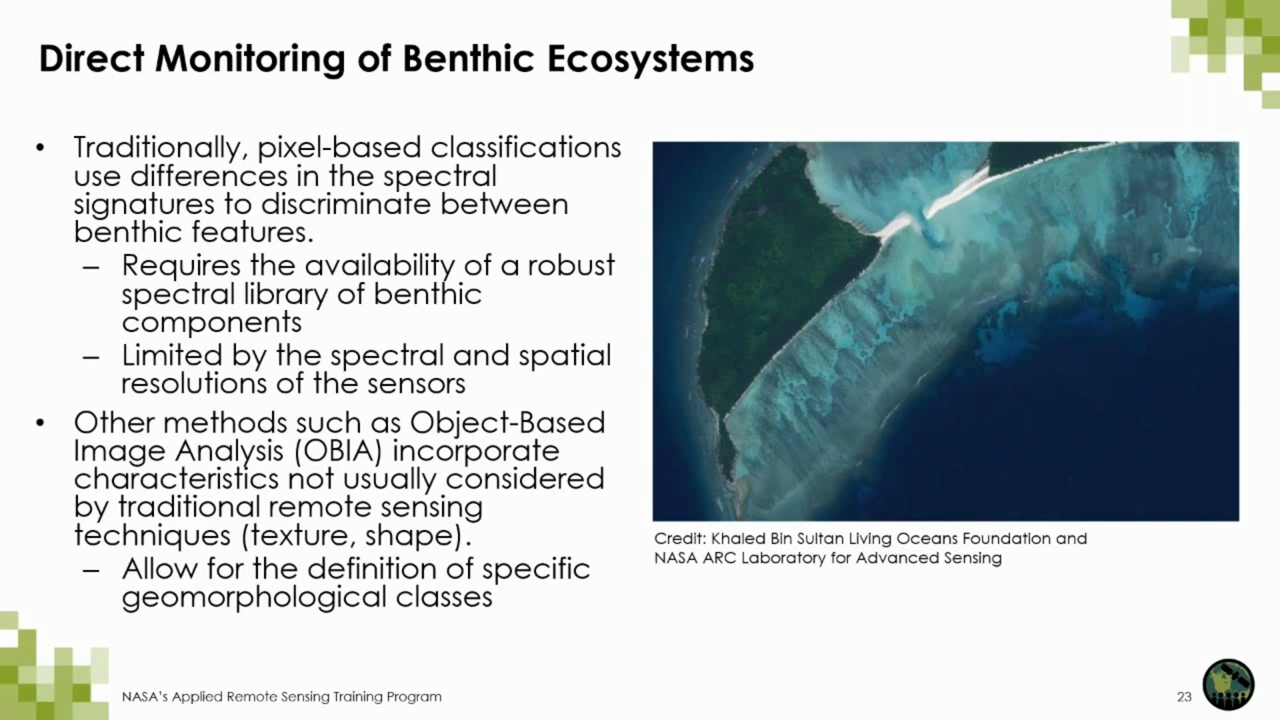 Direct Monitoring of Benthic Ecosystems
• Traditionally, pixel-based classifications
use differences in the spectral
signatures to discriminate between
benthic features.
– Requires the availability of a robust
spectral library of benthic
components
– Limited by the spectral and spatial
resolutions of the sensors
• Other methods such as Object-Based
Image Analysis (OBIA) incorporate
characteristics not usually considered
by traditional remote sensing
techniques (texture, shape).
– Allow for the definition of specific
geomorphological classes
Credit: Khaled Bin Sultan Living Oceans Foundation and
NASA ARC Laboratory for Advanced Sensing
NASA's Applied Remote Sensing Training Program
23